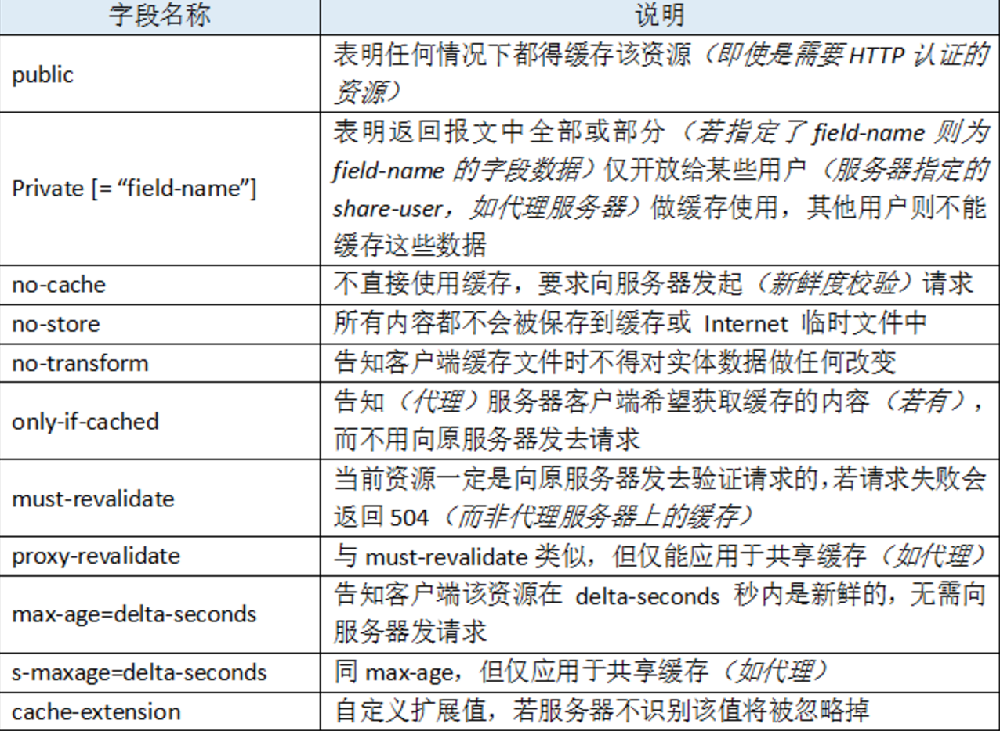 字段名称 说明
public
表明任何情况下都得缓存该资源（即使是需要 HTTP 认证的
资源）
Private [= “field-name”]
表明返回报文中全部或部分（若指定了 field-name 则为
field-name 的字段数据）仅开放给某些用户（服务器指定的
share-user，如代理服务器）做缓存使用，其他用户则不能
缓存这些数据
no-cache 不直接使用缓存，要求向服务器发起（新鲜度校验）请求
no-store 所有内容都不会被保存到缓存或 Internet 临时文件中
no-transform 告知客户端缓存文件时不得对实体数据做任何改变
only-if-cached
告知（代理）服务器客户端希望获取缓存的内容（若有），
而不用向原服务器发去请求
must-revalidate
当前资源一定是向原服务器发去验证请求的，若请求失败会
返回 504（而非代理服务器上的缓存）
proxy-revalidate 与 must-revalidate 类似，但仅能应用于共享缓存（如代理）
max-age=delta-seconds
告知客户端该资源在 delta-seconds 秒内是新鲜的，无需向
服务器发请求
s-maxage=delta-seconds 同 max-age，但仅应用于共享缓存（如代理）
cache-extension 自定义扩展值，若服务器不识别该值将被忽略掉